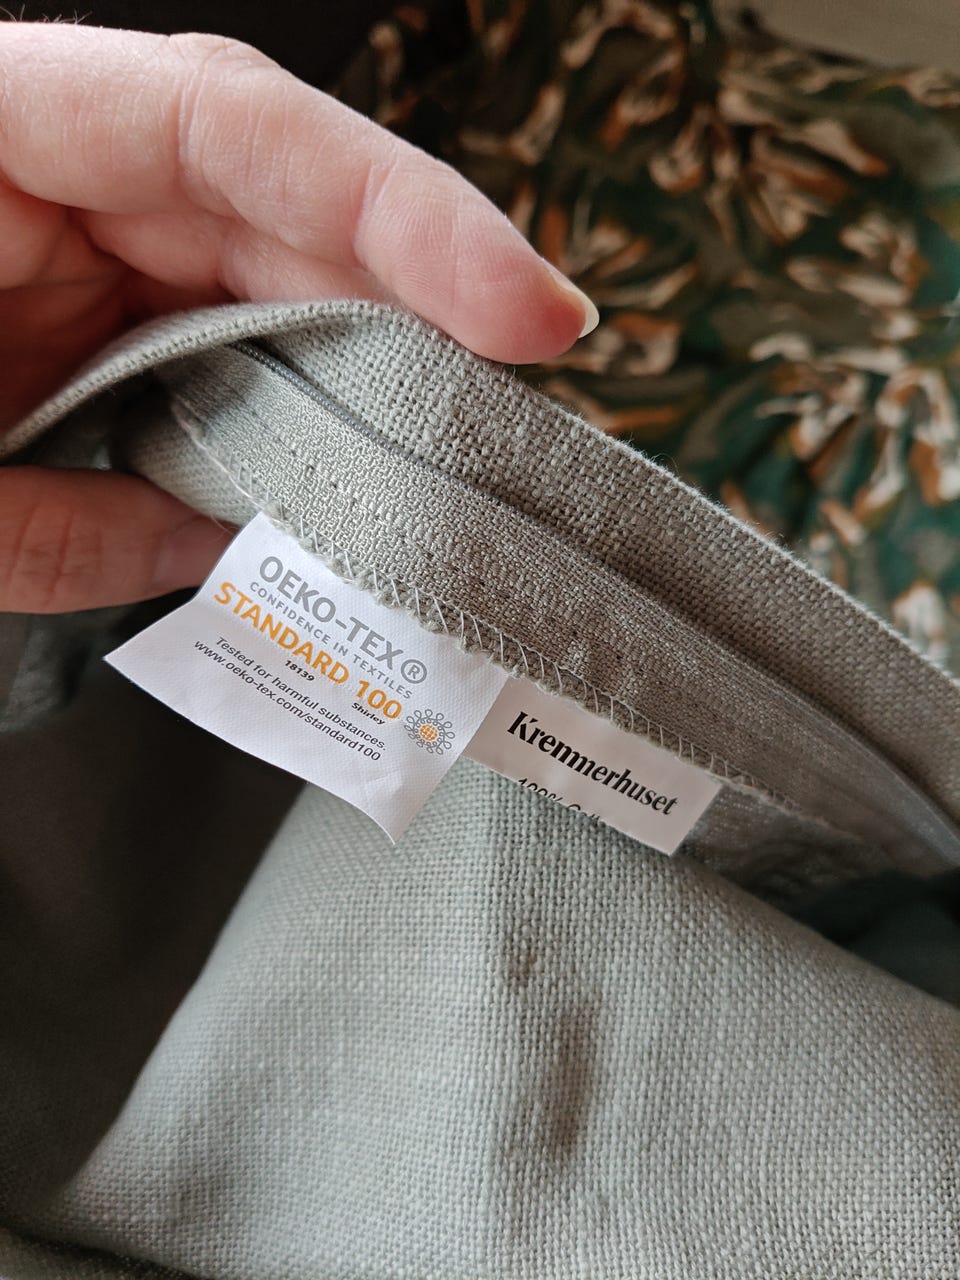 OEKO-TEX®
CONFIDENCE IN TEXTILES
STANDARD 100
18139 Shirley
Tested for harmful substances.
www.oeko-tex.com/standard100
Kremmerhuset
100%